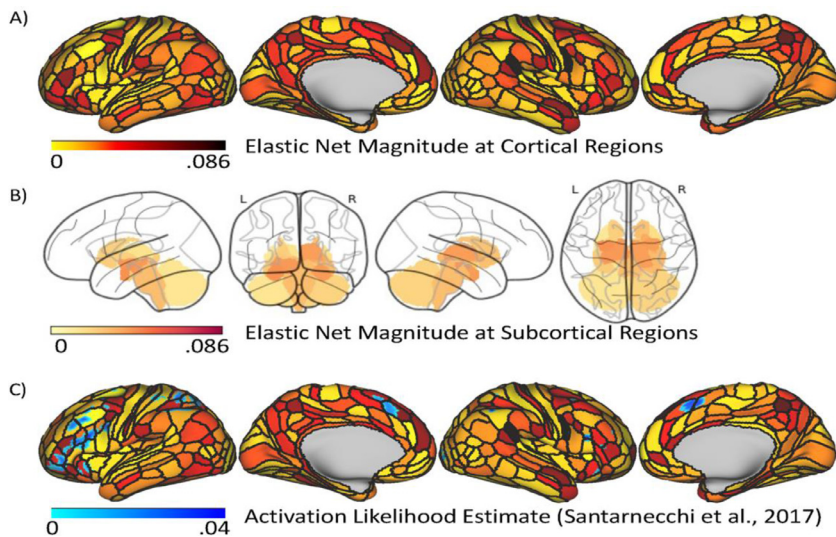 A)
0 .086 Elastic Net Magnitude at Cortical Regions
B)
L R L R
0 .086 Elastic Net Magnitude at Subcortical Regions
C)
0 .04 Activation Likelihood Estimate (Santarnecchi et al., 2017)